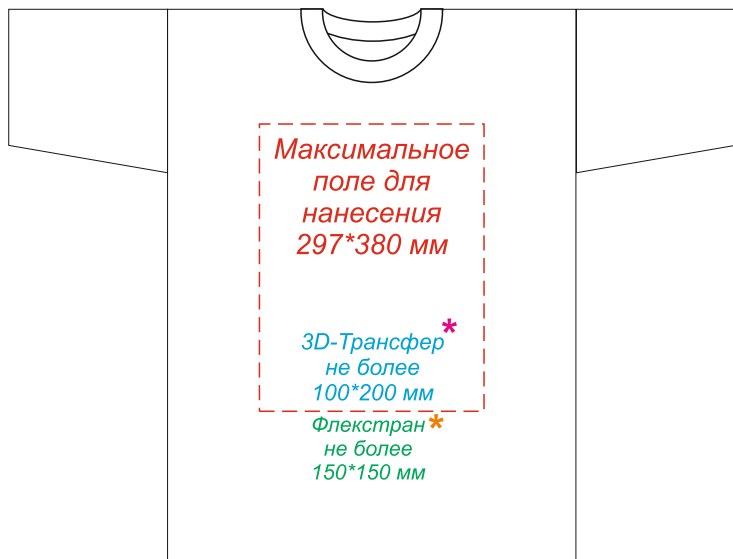 Максимальное
поле для
нанесения
297*380 мм
3D-Трансфер*
не более
100*200 мм
Флекстран*
не более
150*150 мм